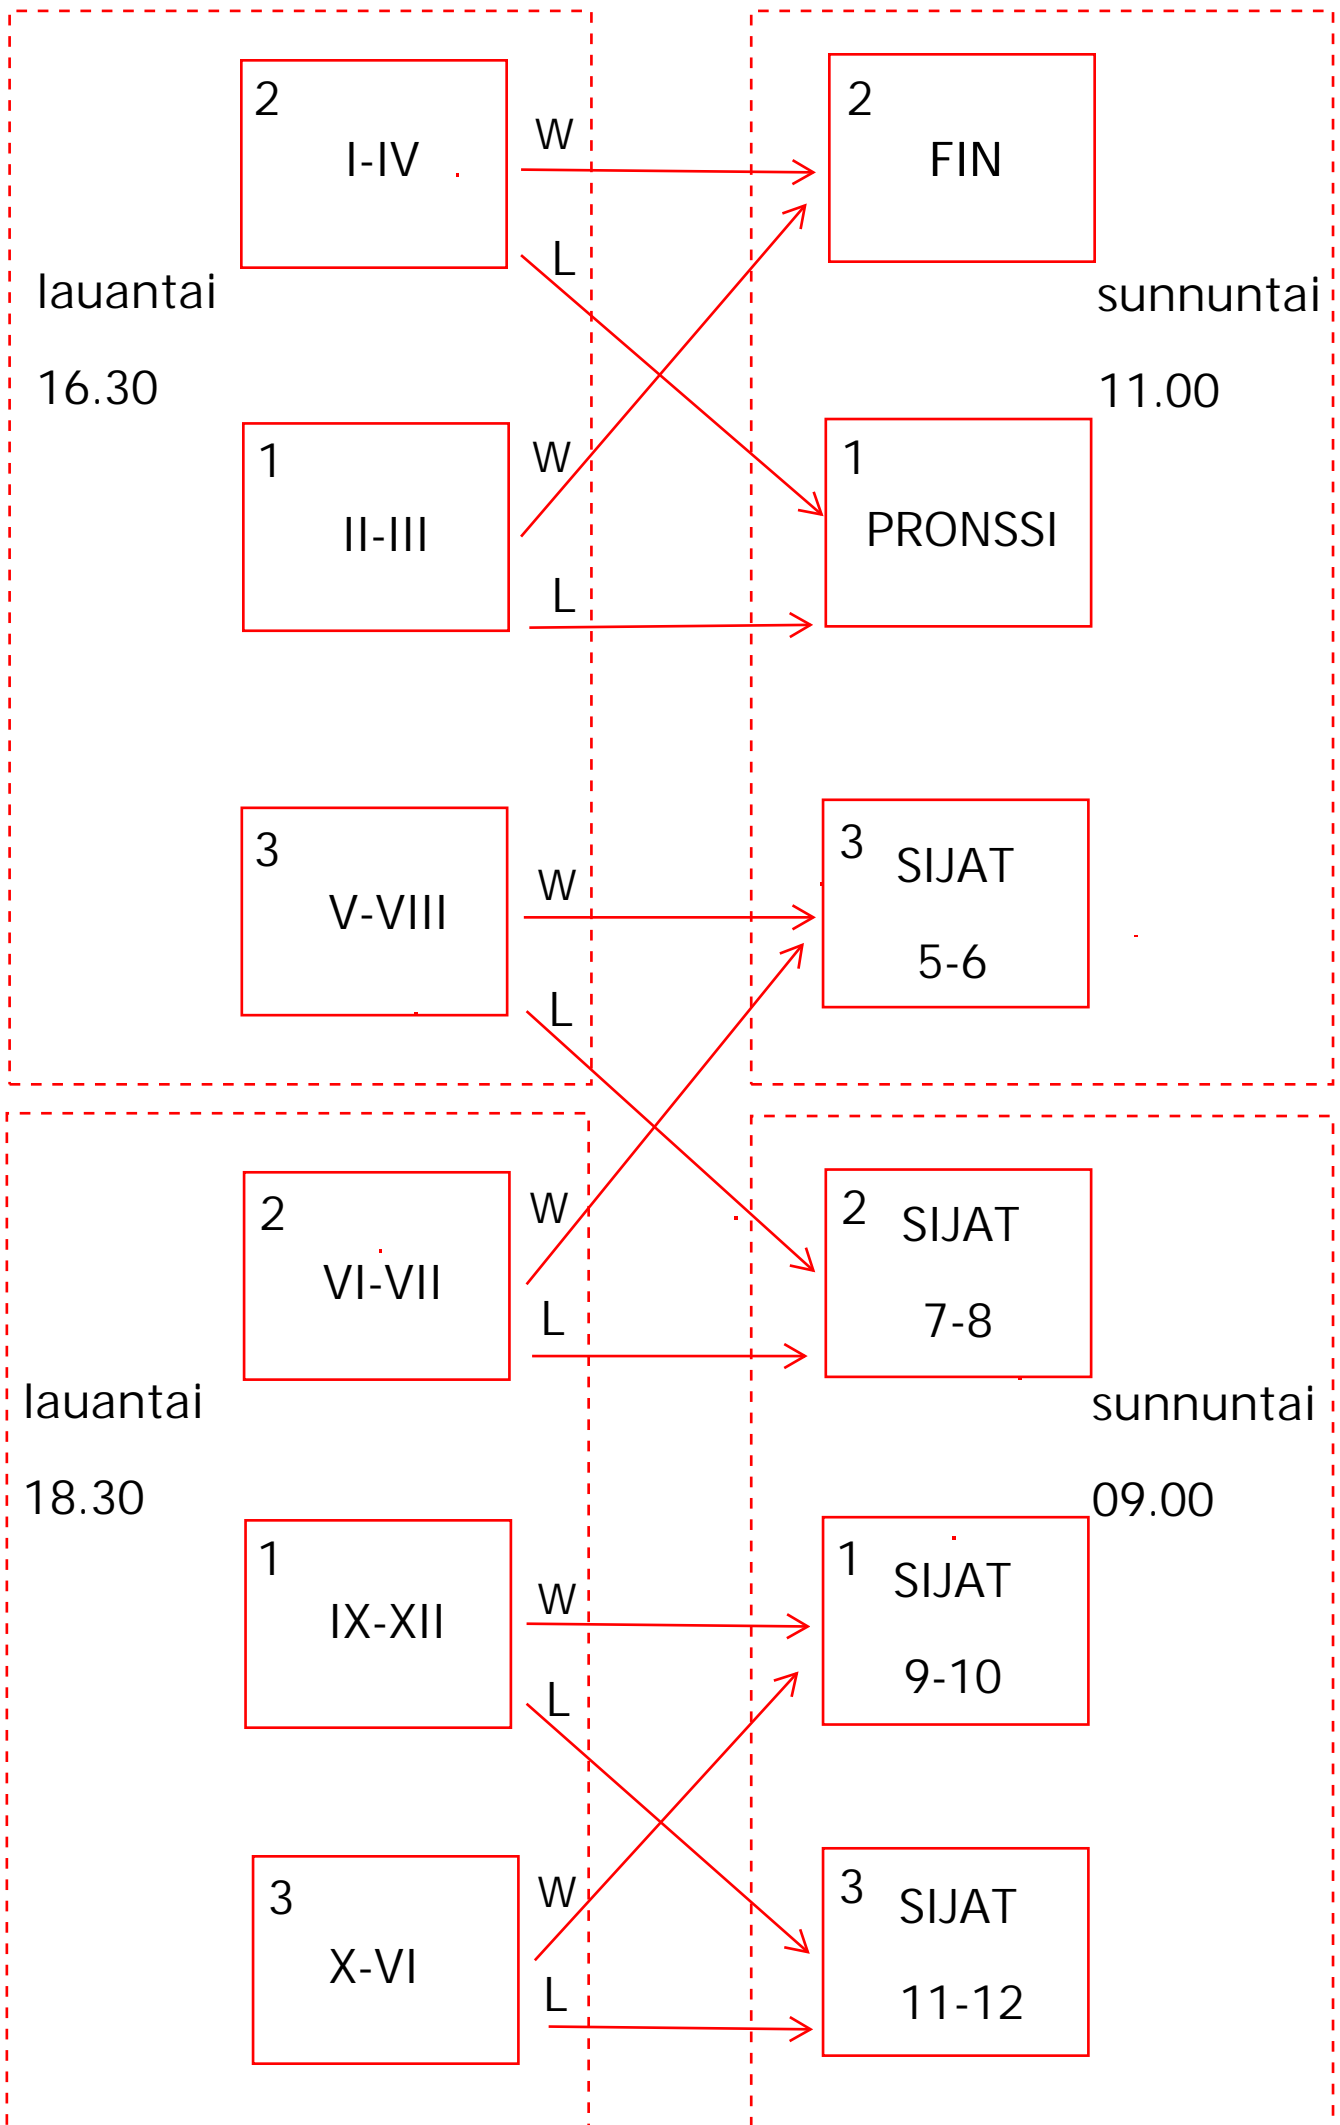 2
I-IV
W
L
2
FIN
lauantai
16.30
sunnuntai
11.00
1
II-III
W
L
1
PRONSSI
3
V-VIII
W
L
3
SIJAT
5-6
2
VI-VII
W
L
2
SIJAT
7-8
lauantai
18.30
sunnuntai
09.00
1
IX-XII
W
L
1
SIJAT
9-10
3
X-VI
W
L
3
SIJAT
11-12